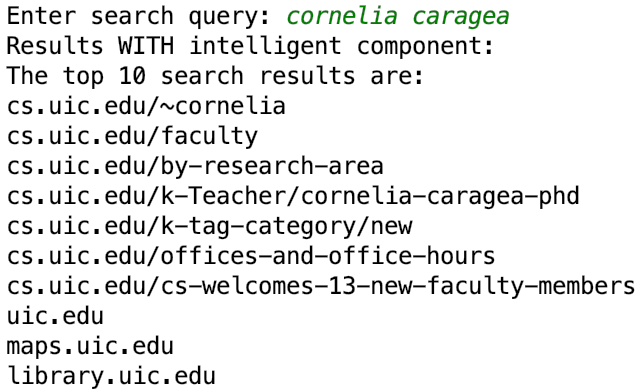 Enter search query: cornelia caragea
Results WITH intelligent component:
The top 10 search results are:
cs.uic.edu/~cornelia
cs.uic.edu/faculty
cs.uic.edu/by-research-area
cs.uic.edu/k-Teacher/cornelia-caragea-phd
cs.uic.edu/k-tag-category/new
cs.uic.edu/offices-and-office-hours
cs.uic.edu/cs-welcomes-13-new-faculty-members
uic.edu
maps.uic.edu
library.uic.edu